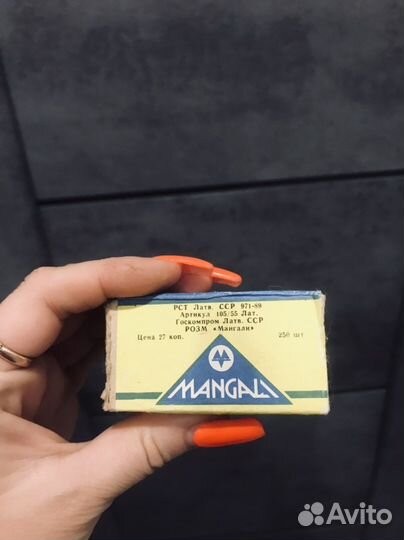 РСТ Латв. ССР 971-89
Артикул 105/55 Лат.
Госкомпром Латв. ССР
РОЗМ «Мангали»
Цена 27 коп. 250 шт
MANGALI
Avito